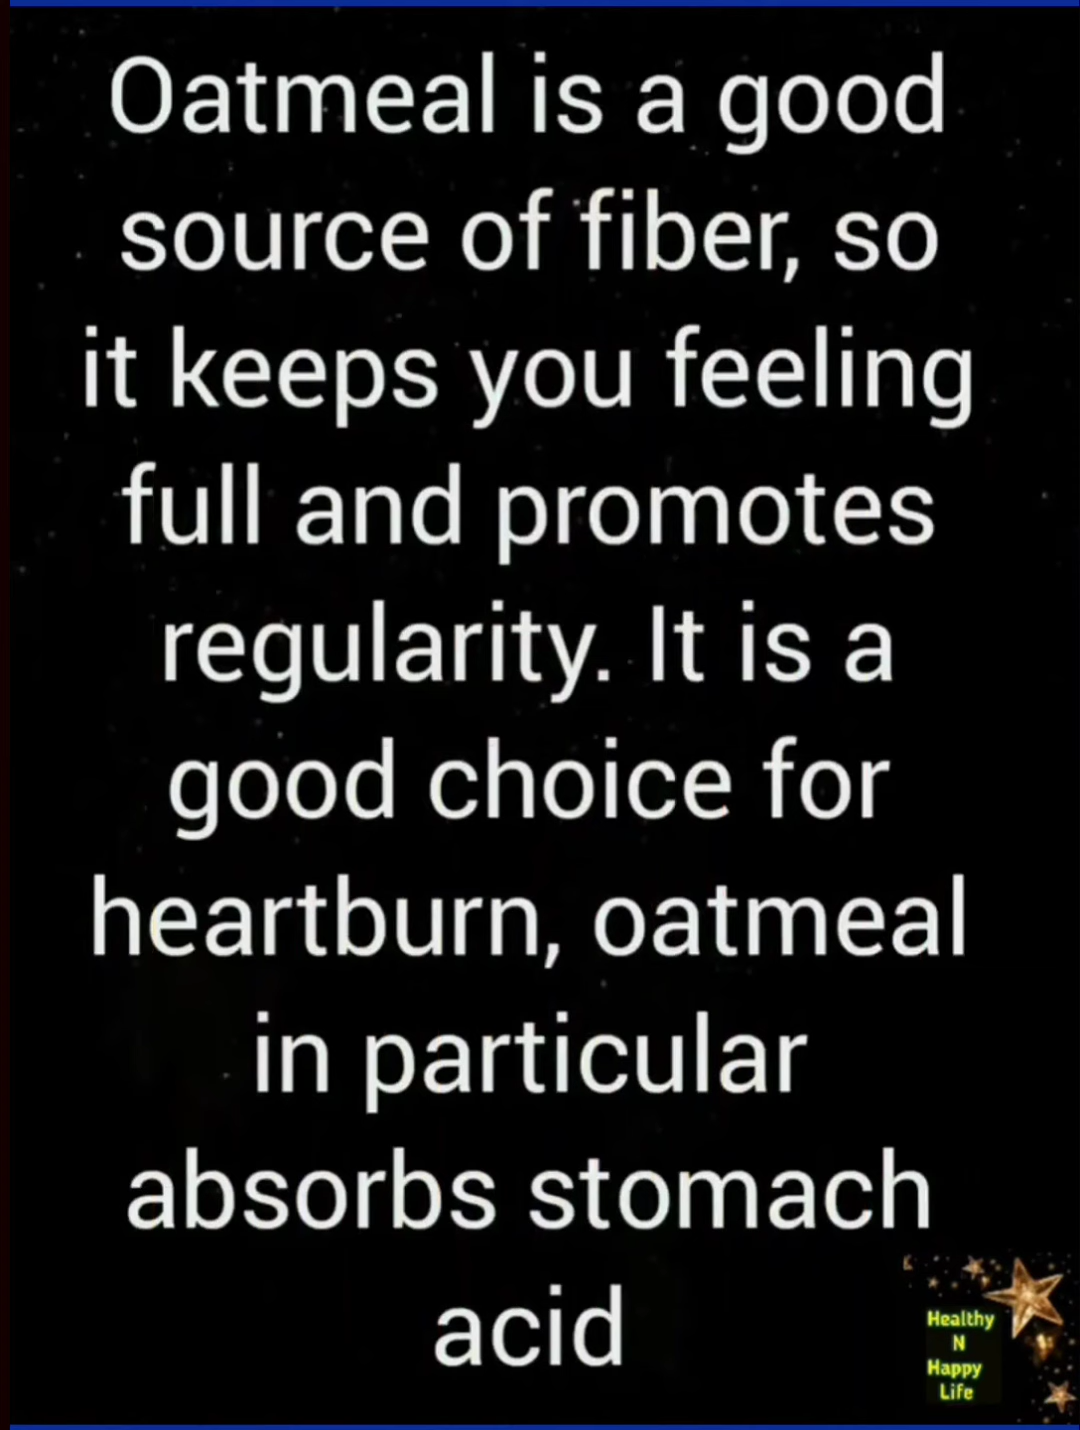 Oatmeal is a good
source of fiber, so
it keeps you feeling
full and promotes
regularity. It is a
good choice for
heartburn, oatmeal
in particular
absorbs stomach
acid
Healthy
N
Happy
Life